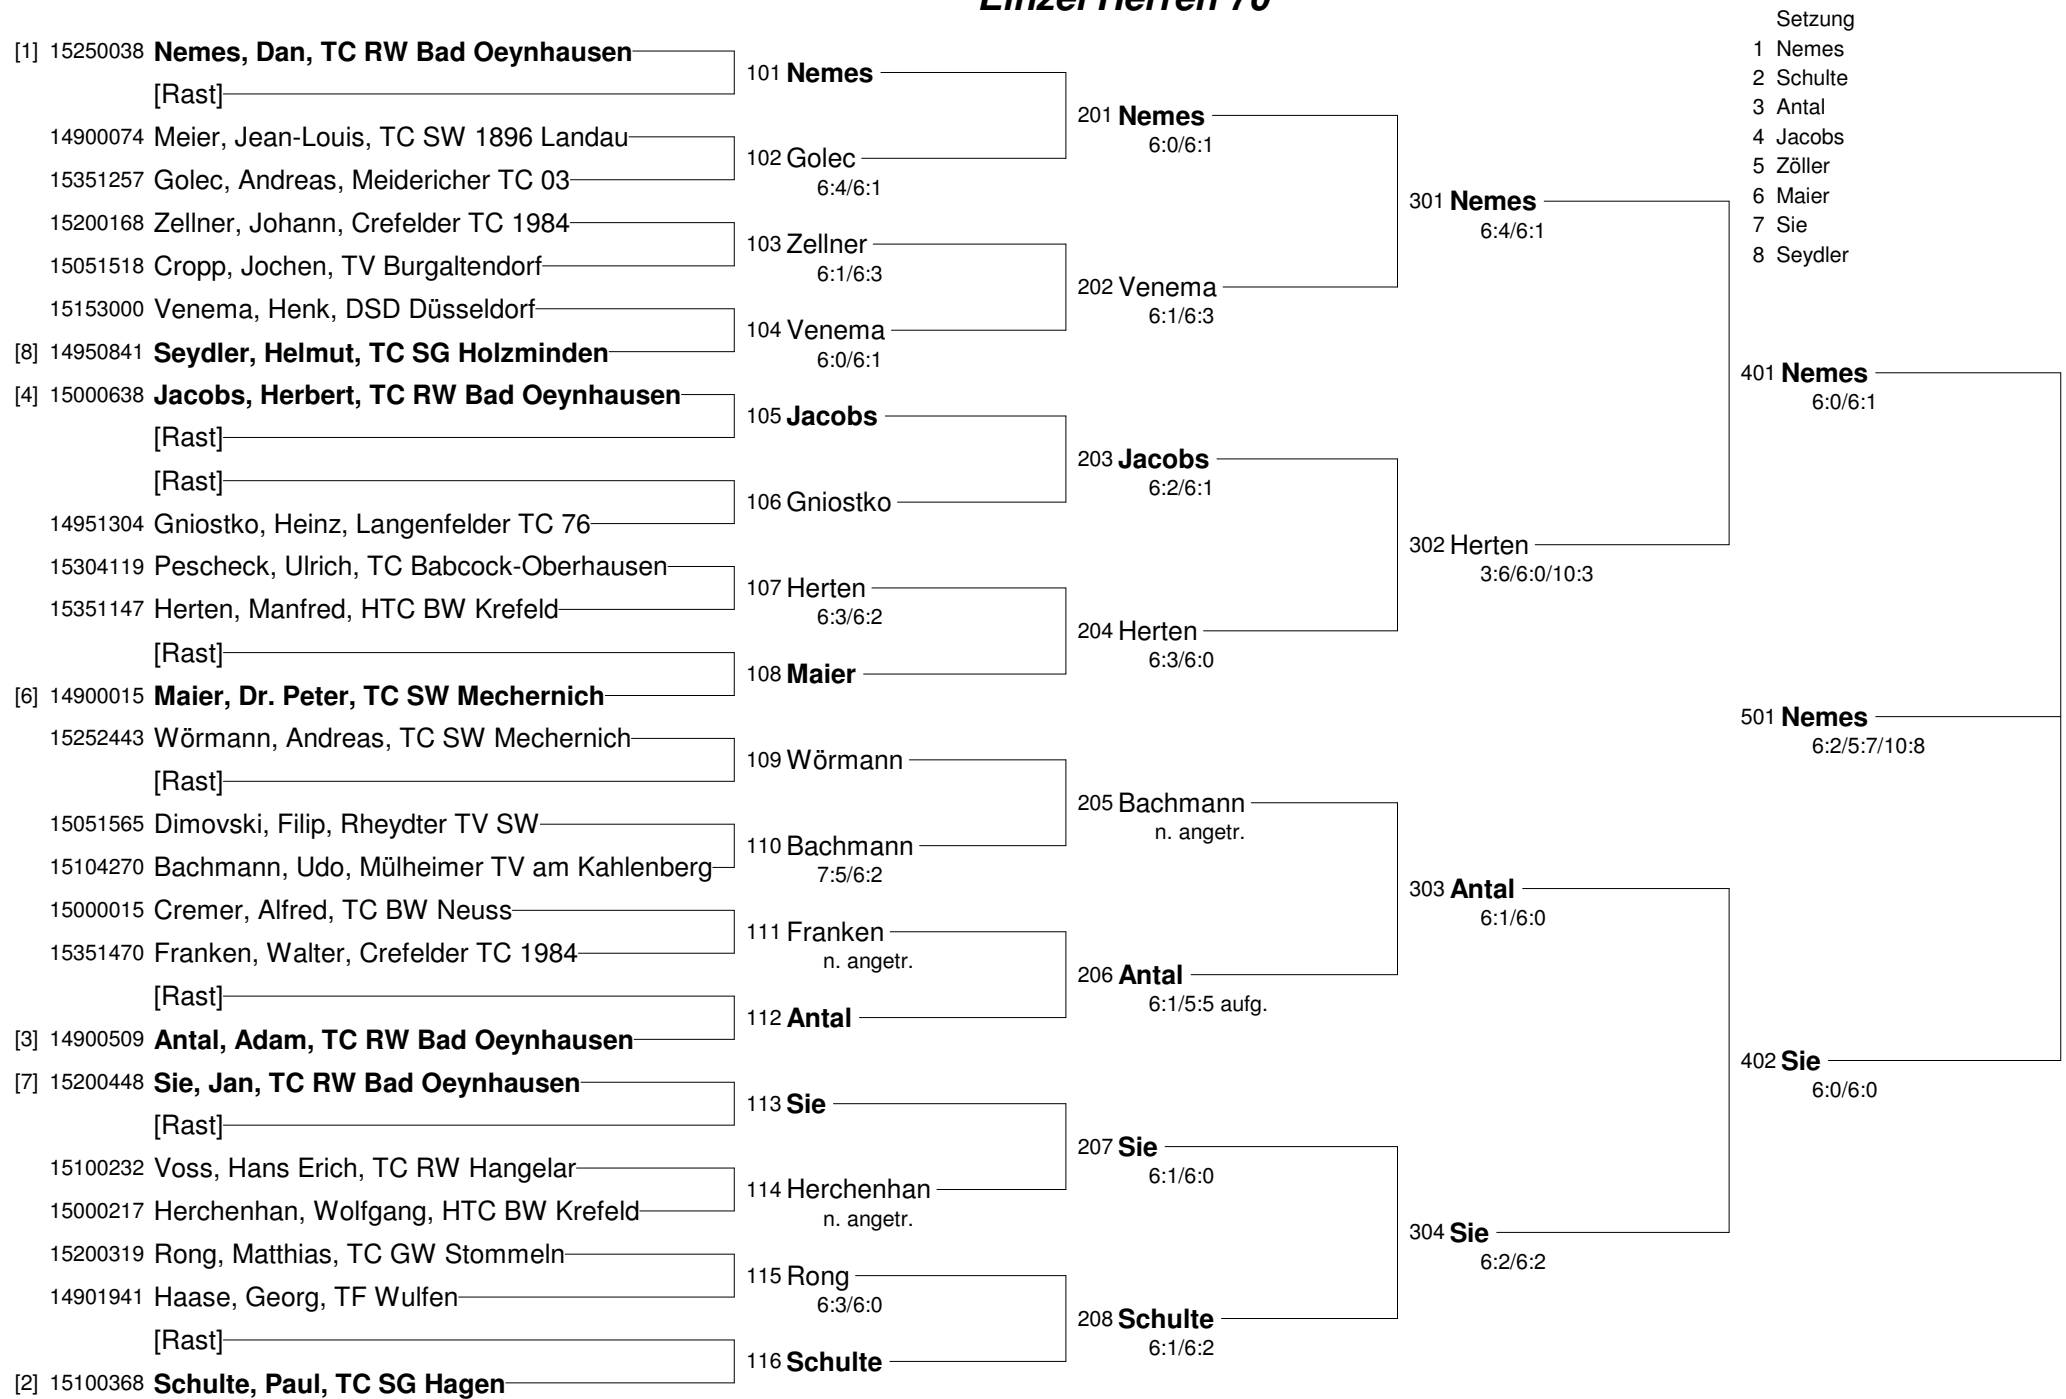 Einzel Herren 70
Setzung
1 Nemes
2 Schulte
3 Antal
4 Jacobs
5 Zöller
6 Maier
7 Sie
8 Seydler
[1] 15250038 Nemes, Dan, TC RW Bad Oeynhausen
[Rast]
14900074 Meier, Jean-Louis, TC SW 1896 Landau
15351257 Golec, Andreas, Meidericher TC 03
15200168 Zellner, Johann, Crefelder TC 1984
15051518 Cropp, Jochen, TV Burgaltendorf
15153000 Venema, Henk, DSD Düsseldorf
[8] 14950841 Seydler, Helmut, TC SG Holzminden
[4] 15000638 Jacobs, Herbert, TC RW Bad Oeynhausen
[Rast]
[Rast]
14951304 Gniostko, Heinz, Langenfelder TC 76
15304119 Pescheck, Ulrich, TC Babcock-Oberhausen
15351147 Herten, Manfred, HTC BW Krefeld
[Rast]
[6] 14900015 Maier, Dr. Peter, TC SW Mechernich
15252443 Wörmann, Andreas, TC SW Mechernich
[Rast]
15051565 Dimovski, Filip, Rheydter TV SW
15104270 Bachmann, Udo, Mülheimer TV am Kahlenberg
15000015 Cremer, Alfred, TC BW Neuss
15351470 Franken, Walter, Crefelder TC 1984
[Rast]
[3] 14900509 Antal, Adam, TC RW Bad Oeynhausen
[7] 15200448 Sie, Jan, TC RW Bad Oeynhausen
[Rast]
15100232 Voss, Hans Erich, TC RW Hangelar
15000217 Herchenhan, Wolfgang, HTC BW Krefeld
15200319 Rong, Matthias, TC GW Stommeln
14901941 Haase, Georg, TF Wulfen
[Rast]
[2] 15100368 Schulte, Paul, TC SG Hagen
101 Nemes
102 Golec
6:4/6:1
103 Zellner
6:1/6:3
104 Venema
6:0/6:1
105 Jacobs
106 Gniostko
107 Herten
6:3/6:2
108 Maier
109 Wörmann
110 Bachmann
7:5/6:2
111 Franken
n. angetr.
112 Antal
113 Sie
114 Herchenhan
n. angetr.
115 Rong
6:3/6:0
116 Schulte
201 Nemes
6:0/6:1
202 Venema
6:1/6:3
203 Jacobs
6:2/6:1
204 Herten
6:3/6:0
205 Bachmann
n. angetr.
206 Antal
6:1/5:5 aufg.
207 Sie
6:1/6:0
208 Schulte
6:1/6:2
301 Nemes
6:4/6:1
302 Herten
3:6/6:0/10:3
303 Antal
6:1/6:0
304 Sie
6:2/6:2
401 Nemes
6:0/6:1
402 Sie
6:0/6:0
501 Nemes
6:2/5:7/10:8